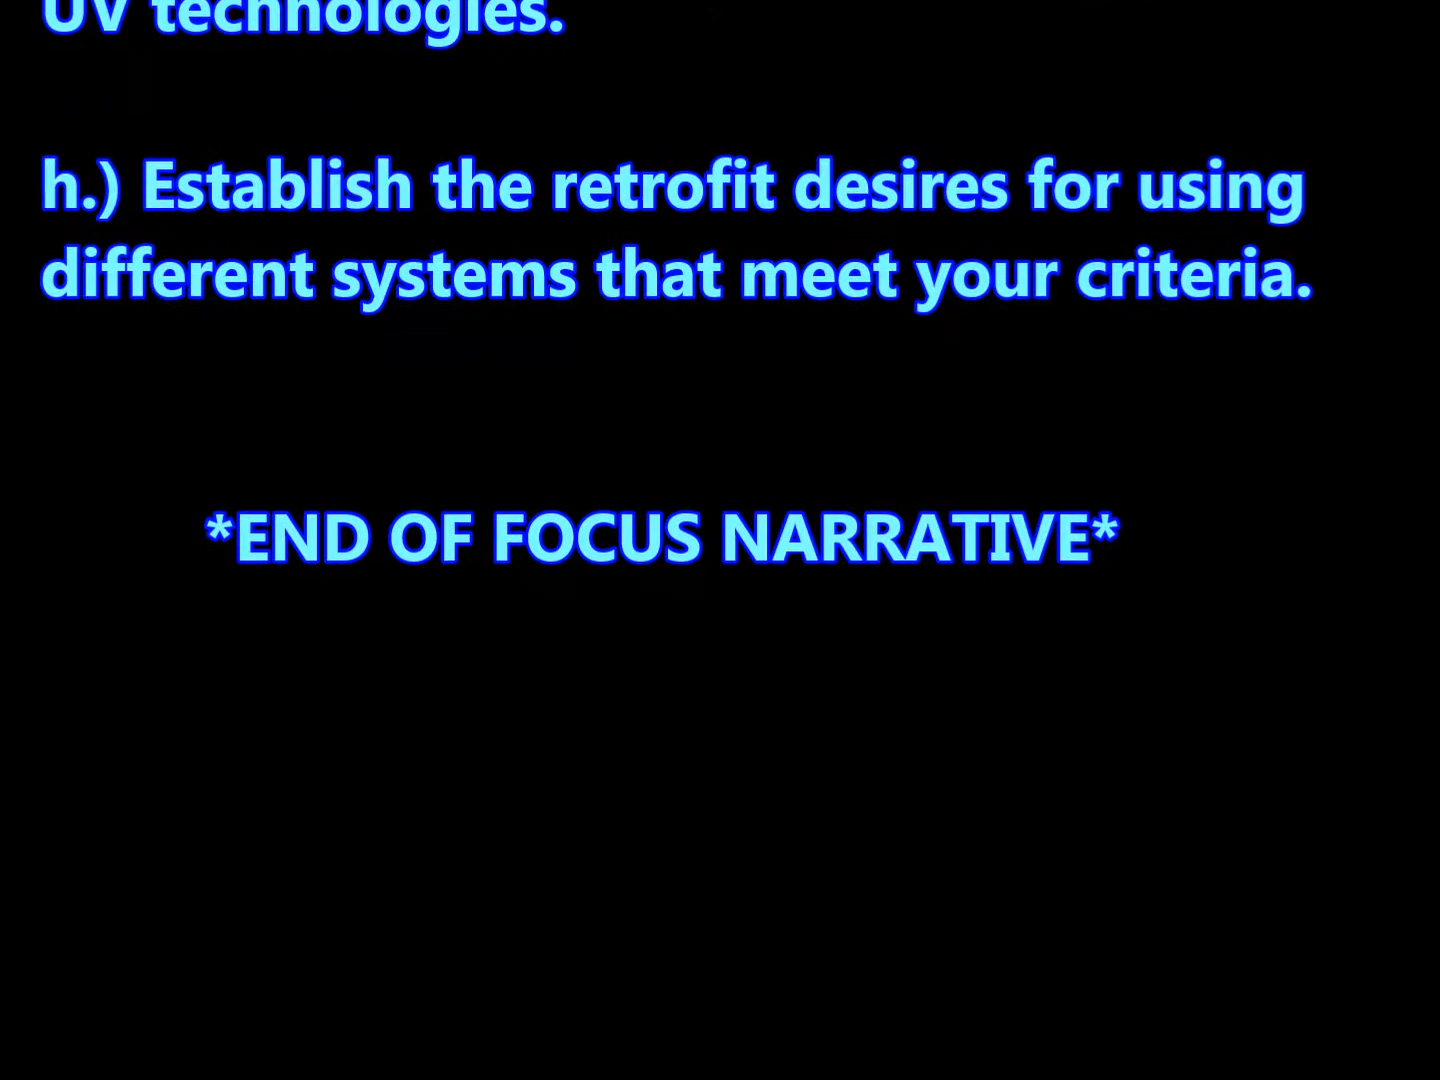 UV technologies.
h.) Establish the retrofit desires for using
different systems that meet your criteria.
*END OF FOCUS NARRATIVE*